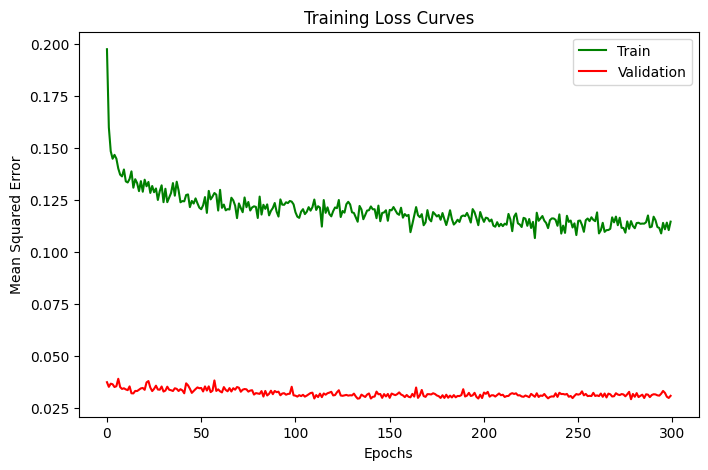 Training Loss Curves
Train
Validation
Mean Squared Error
0.200
0.175
0.150
0.125
0.100
0.075
0.050
0.025
0 50 100 150 200 250 300
Epochs